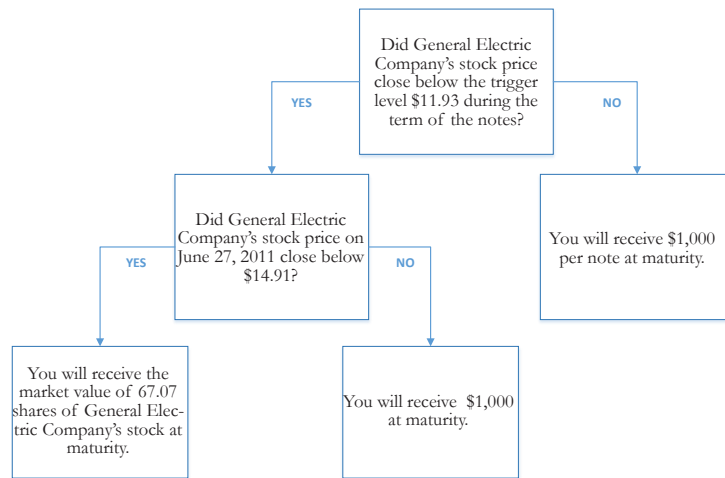 Did General Electric
Company's stock price
close below the trigger
level $11.93 during the
term of the notes?
YES
NO
Did General Electric
Company's stock price on
June 27, 2011 close below
$14.91?
You will receive $1,000
per note at maturity.
YES
NO
You will receive the
market value of 67.07
shares of General Elec-
tric Company's stock at
maturity.
You will receive $1,000
at maturity.